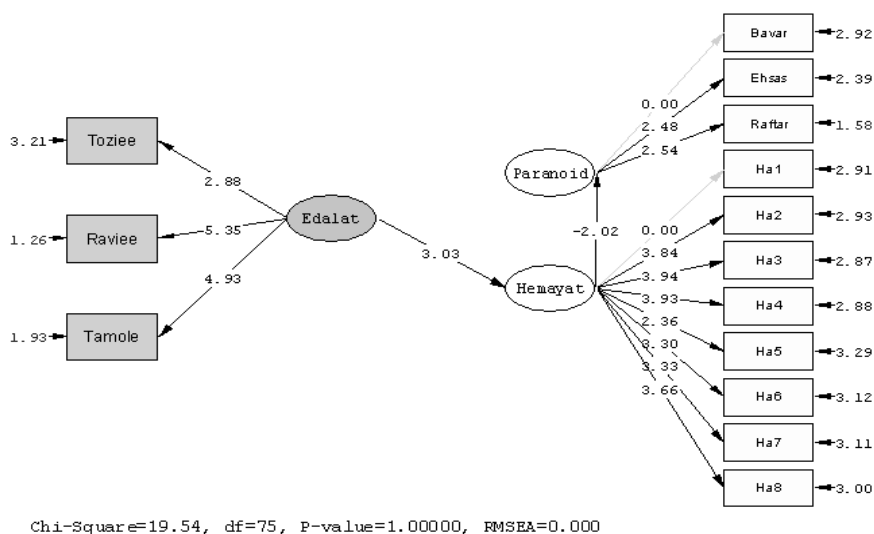 Bavar
2.92
Ehsas
2.39
0.00
2.48
Raftar
1.58
2.54
3.21
Toziee
Paranoid
Ha1
2.91
2.88
Edalat
-2.02
0.00
Ha2
2.93
1.26
Raviee
5.35
3.84
3.03
Ha3
2.87
3.94
4.93
Hemayat
3.93
Ha4
2.88
2.36
1.93
Tamole
3.30
Ha5
3.29
3.33
3.66
Ha6
3.12
Ha7
3.11
Ha8
3.00
Chi-Square=19.54, df=75, P-value=1.00000, RMSEA=0.000